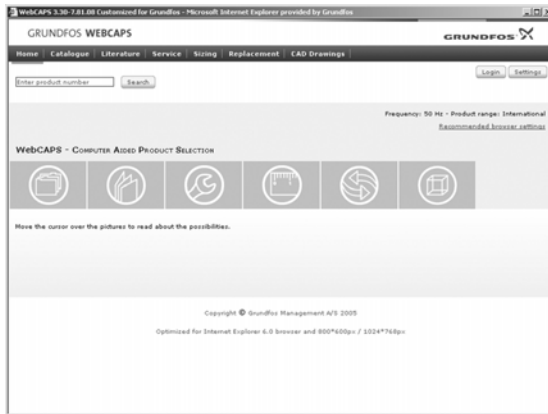 WebCAPS 3.30-7.81.08 Customized for Grundfos - Microsoft Internet Explorer provided by Grundfos
GRUNDFOS WEBCAPS
GRUNDFOS
Home Catalogue Literature Service Sizing Replacement CAD Drawings
Login Settings
Enter product number Search
Frequency: 50 Hz - Product range: International
Recommended browser settings
WebCAPS - Computer Aided Product Selection
Move the cursor over the pictures to read about the possibilities.
Copyright © Grundfos Management A/S 2005
Optimized for Internet Explorer 6.0 browser and 800*600px / 1024*768px